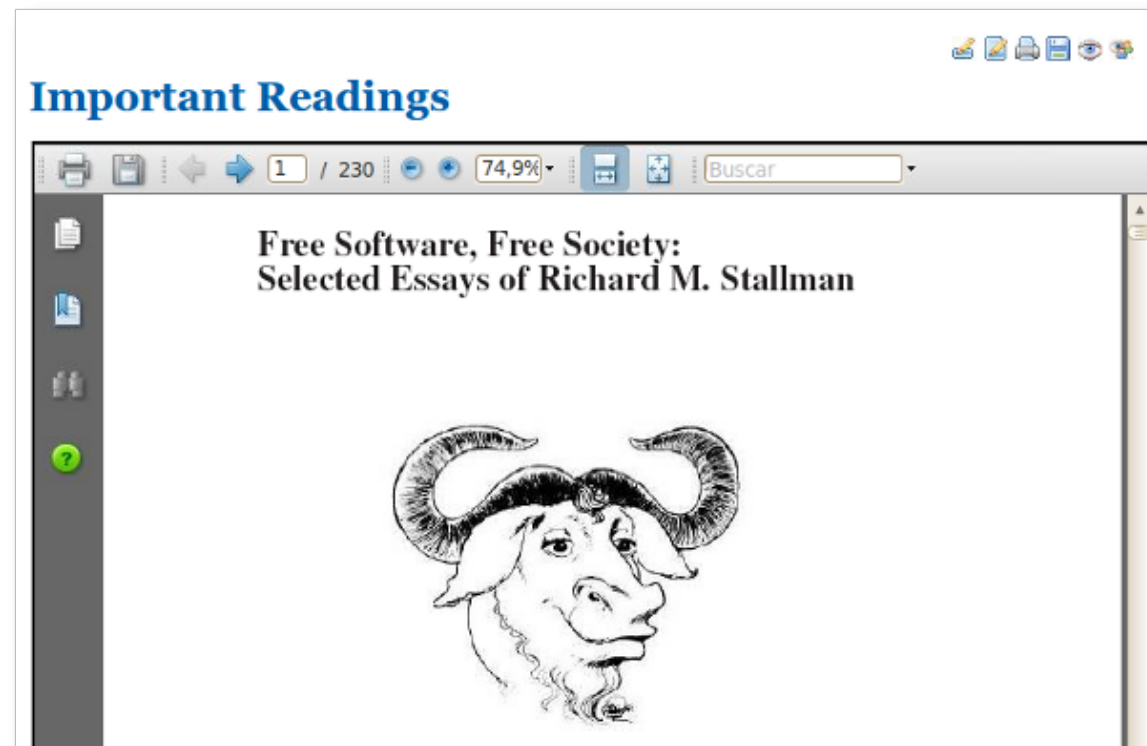 Important Readings
1 / 230 74,9% Buscar
Free Software, Free Society:
Selected Essays of Richard M. Stallman
?